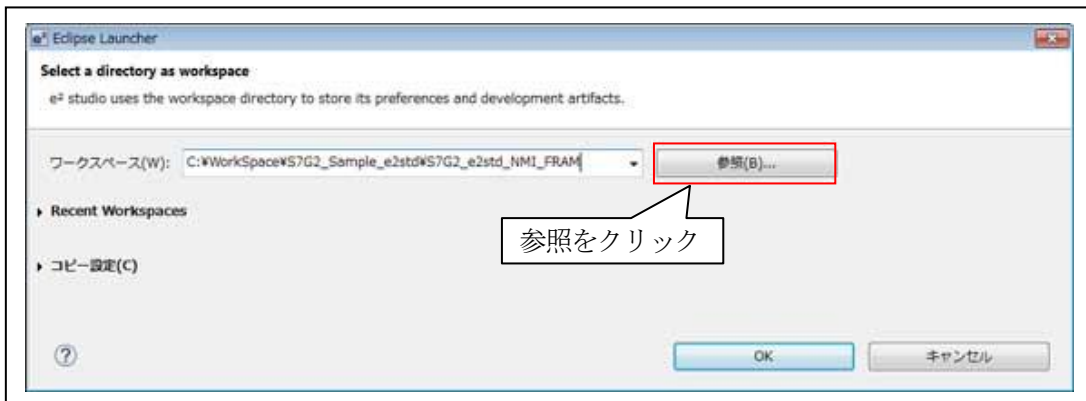 e² Eclipse Launcher
Select a directory as workspace
e² studio uses the workspace directory to store its preferences and development artifacts.
ワークスペース(W): C:¥WorkSpace¥S7G2_Sample_e2std¥S7G2_e2std_NMI_FRAM 参照(B)...
Recent Workspaces
参照をクリック
コピー設定(C)
? OK キャンセル